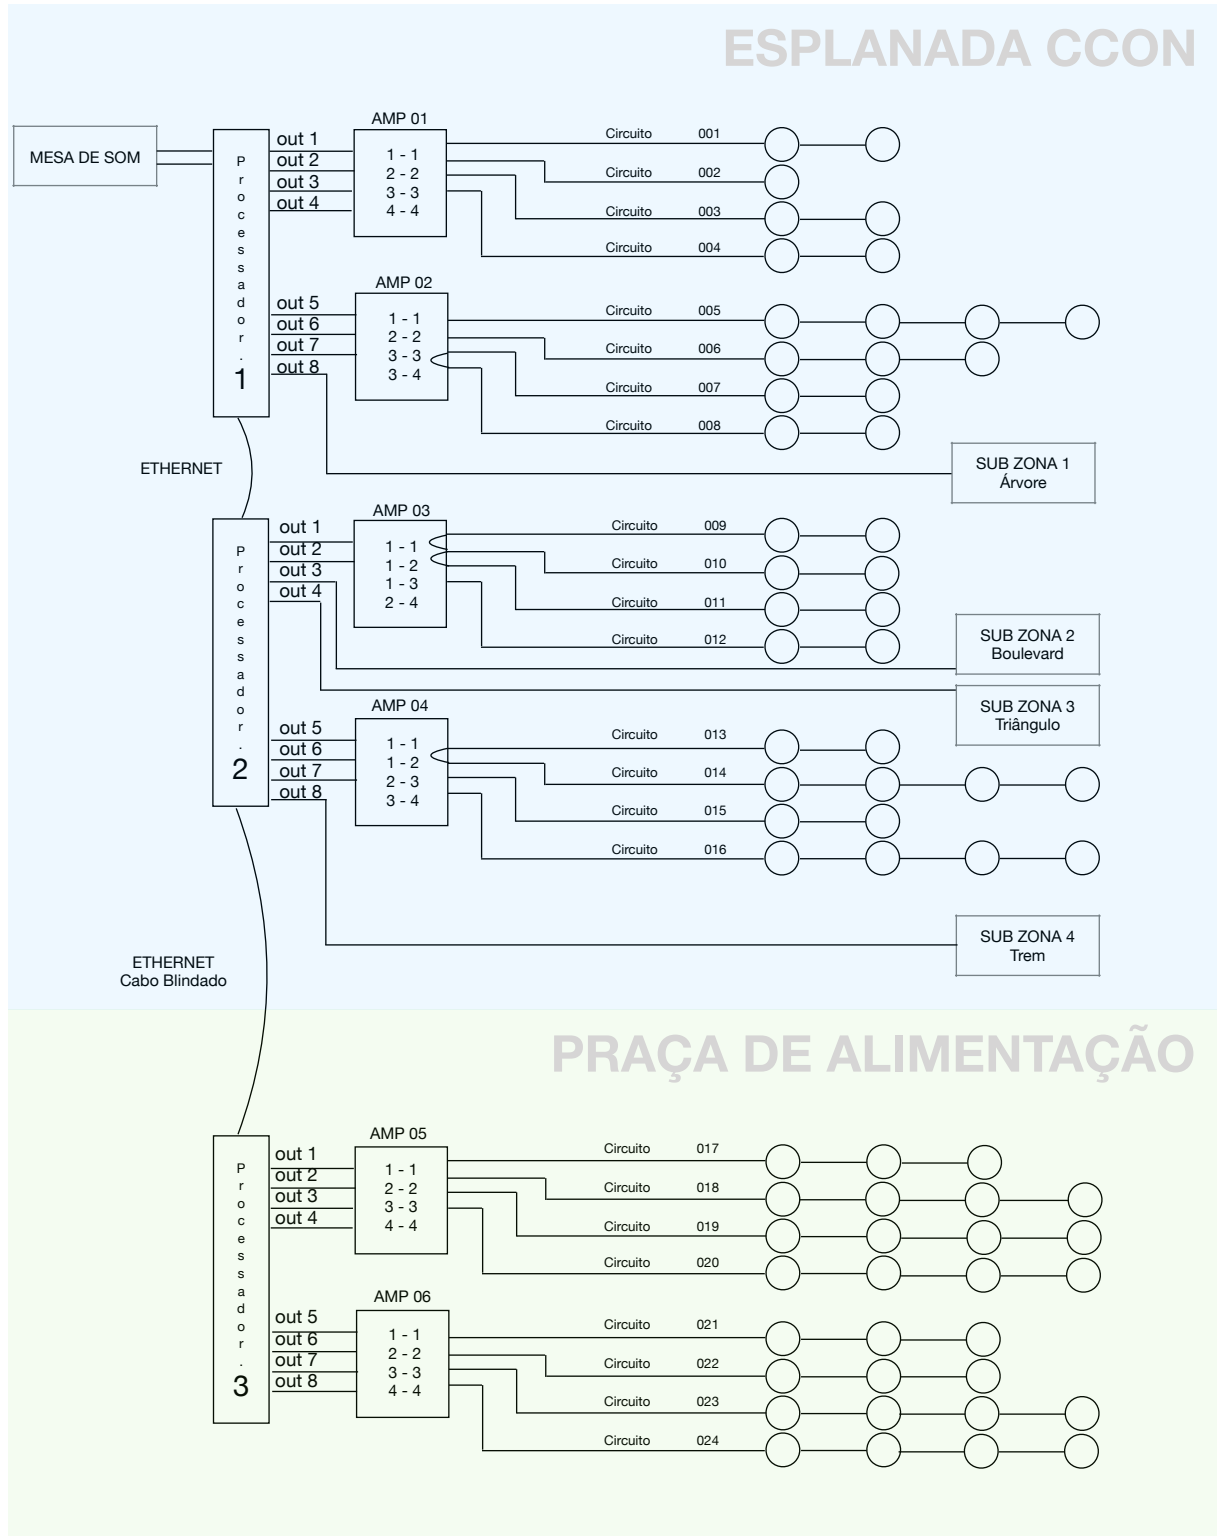 ESPLANADA CCON
MESA DE SOM
Processador.
1
out 1
out 2
out 3
out 4
AMP 01
1 - 1
2 - 2
3 - 3
4 - 4
Circuito 001
Circuito 002
Circuito 003
Circuito 004
out 5
out 6
out 7
out 8
AMP 02
1 - 1
2 - 2
3 - 3
3 - 4
Circuito 005
Circuito 006
Circuito 007
Circuito 008
SUB ZONA 1
Árvore
ETHERNET
Processador.
2
out 1
out 2
out 3
out 4
AMP 03
1 - 1
1 - 2
1 - 3
2 - 4
Circuito 009
Circuito 010
Circuito 011
Circuito 012
SUB ZONA 2
Boulevard
SUB ZONA 3
Triângulo
out 5
out 6
out 7
out 8
AMP 04
1 - 1
1 - 2
2 - 3
3 - 4
Circuito 013
Circuito 014
Circuito 015
Circuito 016
SUB ZONA 4
Trem
ETHERNET
Cabo Blindado
PRAÇA DE ALIMENTAÇÃO
Processador.
3
out 1
out 2
out 3
out 4
AMP 05
1 - 1
2 - 2
3 - 3
4 - 4
Circuito 017
Circuito 018
Circuito 019
Circuito 020
out 5
out 6
out 7
out 8
AMP 06
1 - 1
2 - 2
3 - 3
4 - 4
Circuito 021
Circuito 022
Circuito 023
Circuito 024